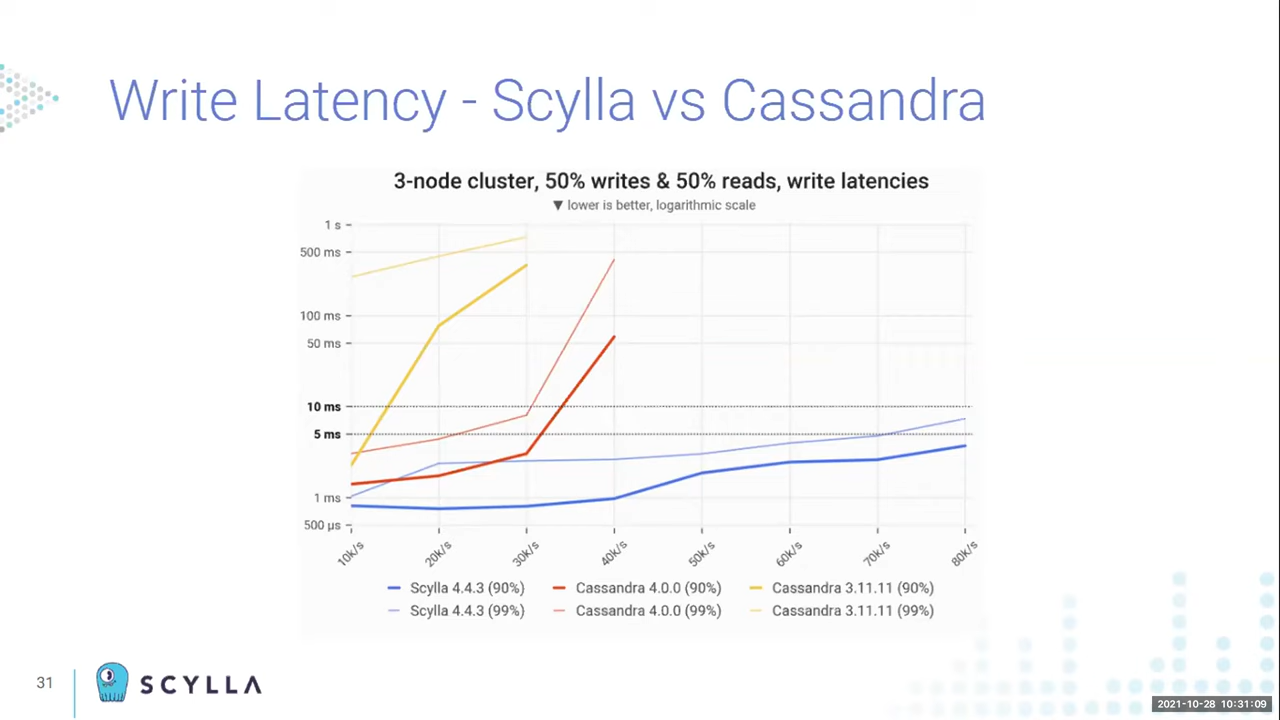 Write Latency - Scylla vs Cassandra
3-node cluster, 50% writes & 50% reads, write latencies
▼ lower is better, logarithmic scale
1 s
500 ms
100 ms
50 ms
10 ms
5 ms
1 ms
500 µs
10k/s 20k/s 30k/s 40k/s 50k/s 60k/s 70k/s 80k/s
Scylla 4.4.3 (90%) Cassandra 4.0.0 (90%) Cassandra 3.11.11 (90%)
Scylla 4.4.3 (99%) Cassandra 4.0.0 (99%) Cassandra 3.11.11 (99%)
31 SCYLLA
2021-10-28 10:31:09